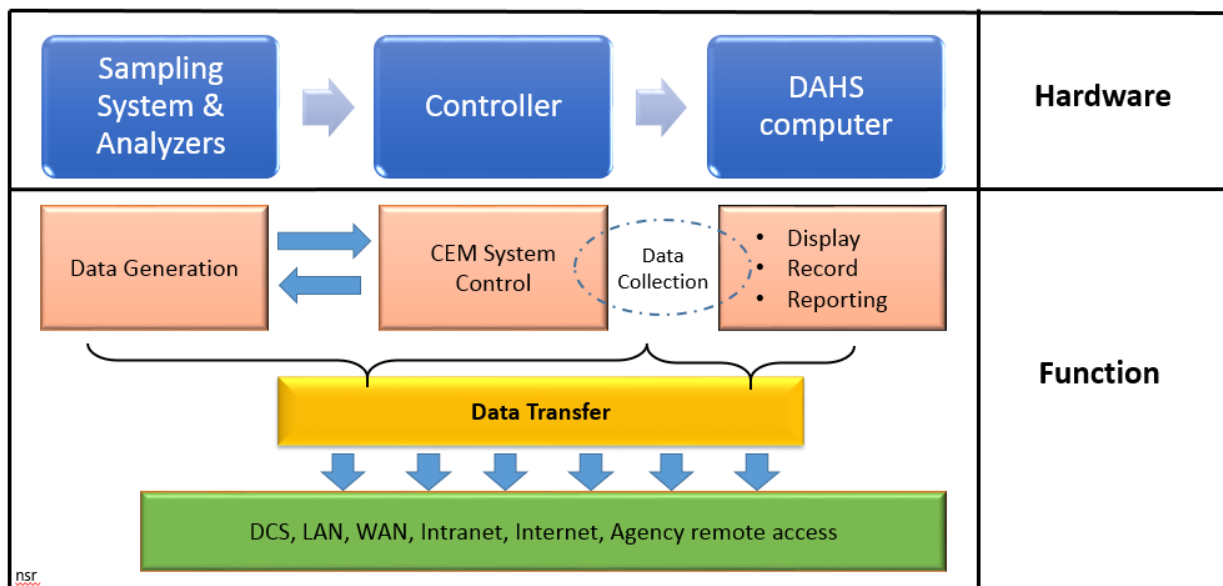 Sampling
System &
Analyzers
Controller
DAHS
computer
Hardware
Data Generation
CEM System
Control
Data
Collection
• Display
• Record
• Reporting
Function
Data Transfer
DCS, LAN, WAN, Intranet, Internet, Agency remote access
nsr